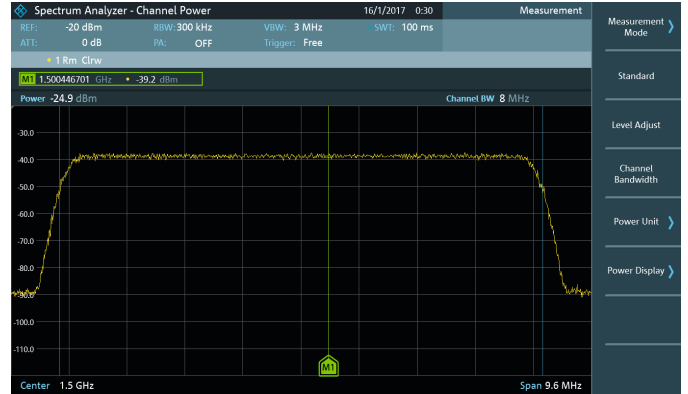 Spectrum Analyzer - Channel Power 16/1/2017 0:30 Measurement
REF: -20 dBm RBW: 300 kHz VBW: 3 MHz SWT: 100 ms
ATT: 0 dB PA: OFF Trigger: Free
1 Rm Clrw
M1 1.500446701 GHz • -39.2 dBm
Power -24.9 dBm Channel BW 8 MHz
-30.0
-40.0
-50.0
-60.0
-70.0
-80.0
-90.0
-100.0
-110.0
M1
Center 1.5 GHz Span 9.6 MHz
Measurement
Mode
Standard
Level Adjust
Channel
Bandwidth
Power Unit
Power Display